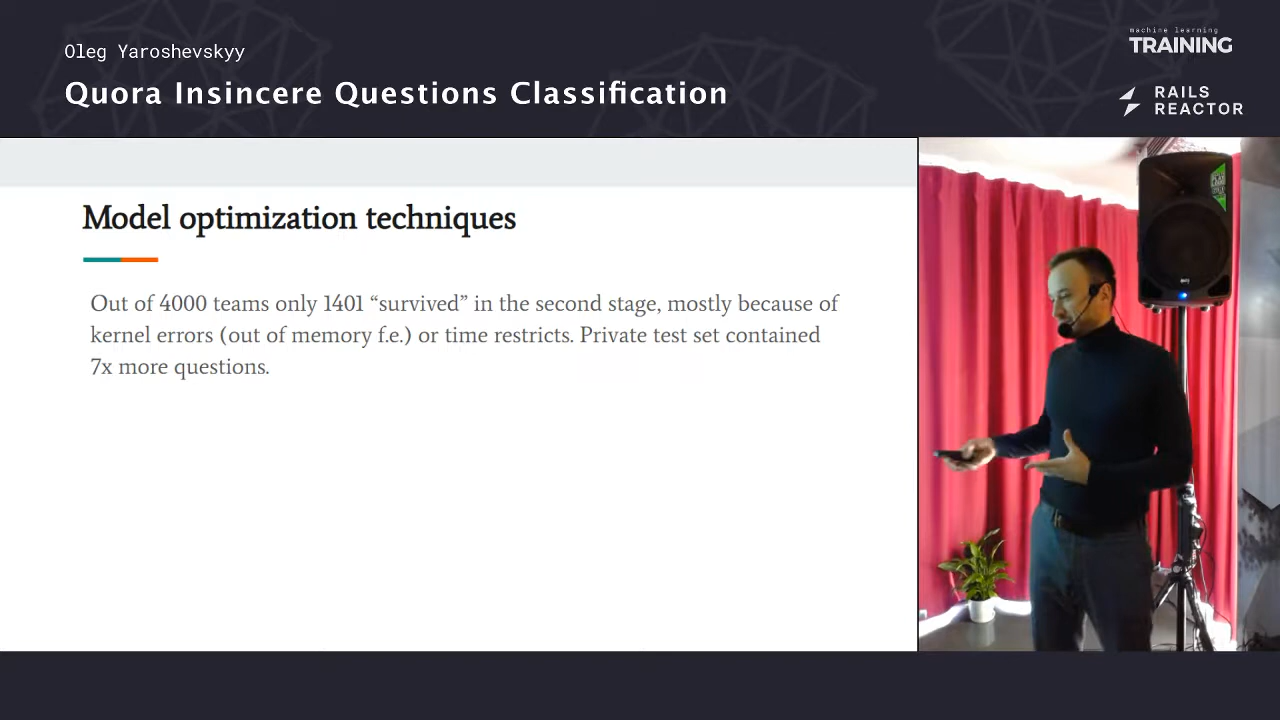 Oleg Yaroshevskyy
Quora Insincere Questions Classification
machine learning
TRAINING
RAILS
REACTOR
Model optimization techniques
Out of 4000 teams only 1401 “survived” in the second stage, mostly because of
kernel errors (out of memory f.e.) or time restricts. Private test set contained
7x more questions.